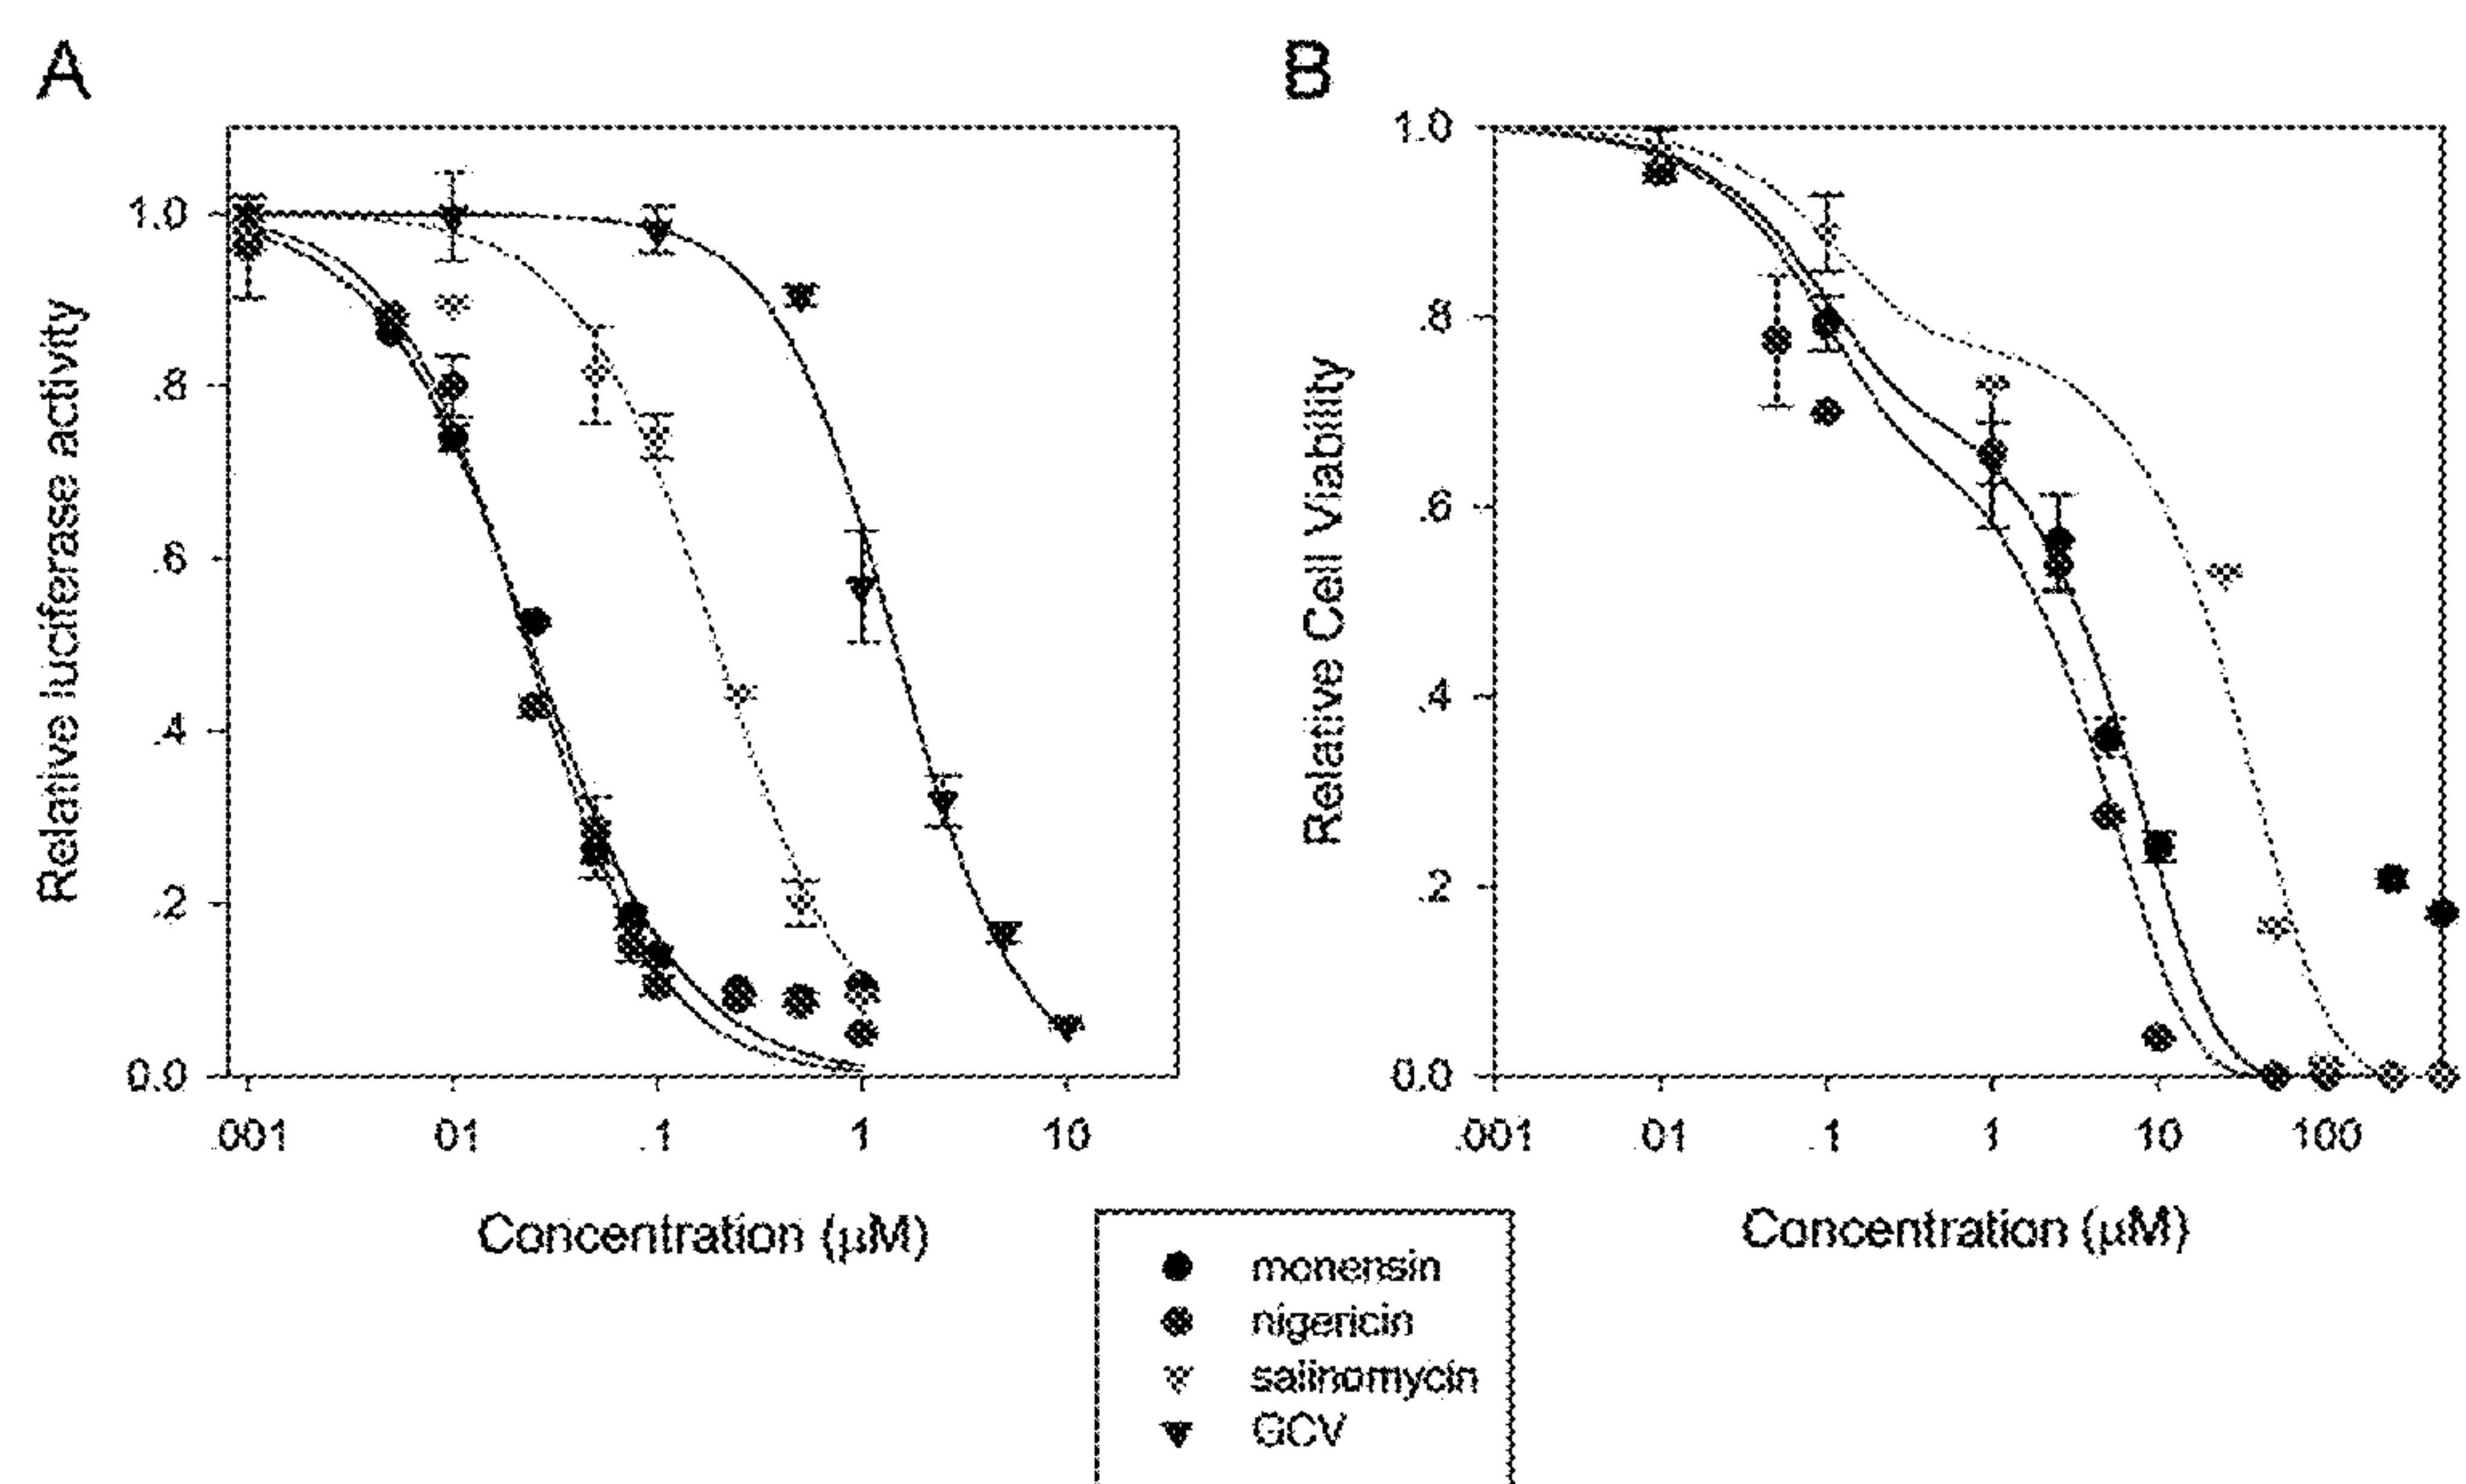 A
B
Relative luciferase activity
1.0
.8
.6
.4
.2
0.0
.001 .01 .1 1 10
Concentration (μM)
Relative Cell Viability
1.0
.8
.6
.4
.2
0.0
.001 .01 .1 1 10 100
Concentration (μM)
monensin
nigericin
salinomycin
GCV